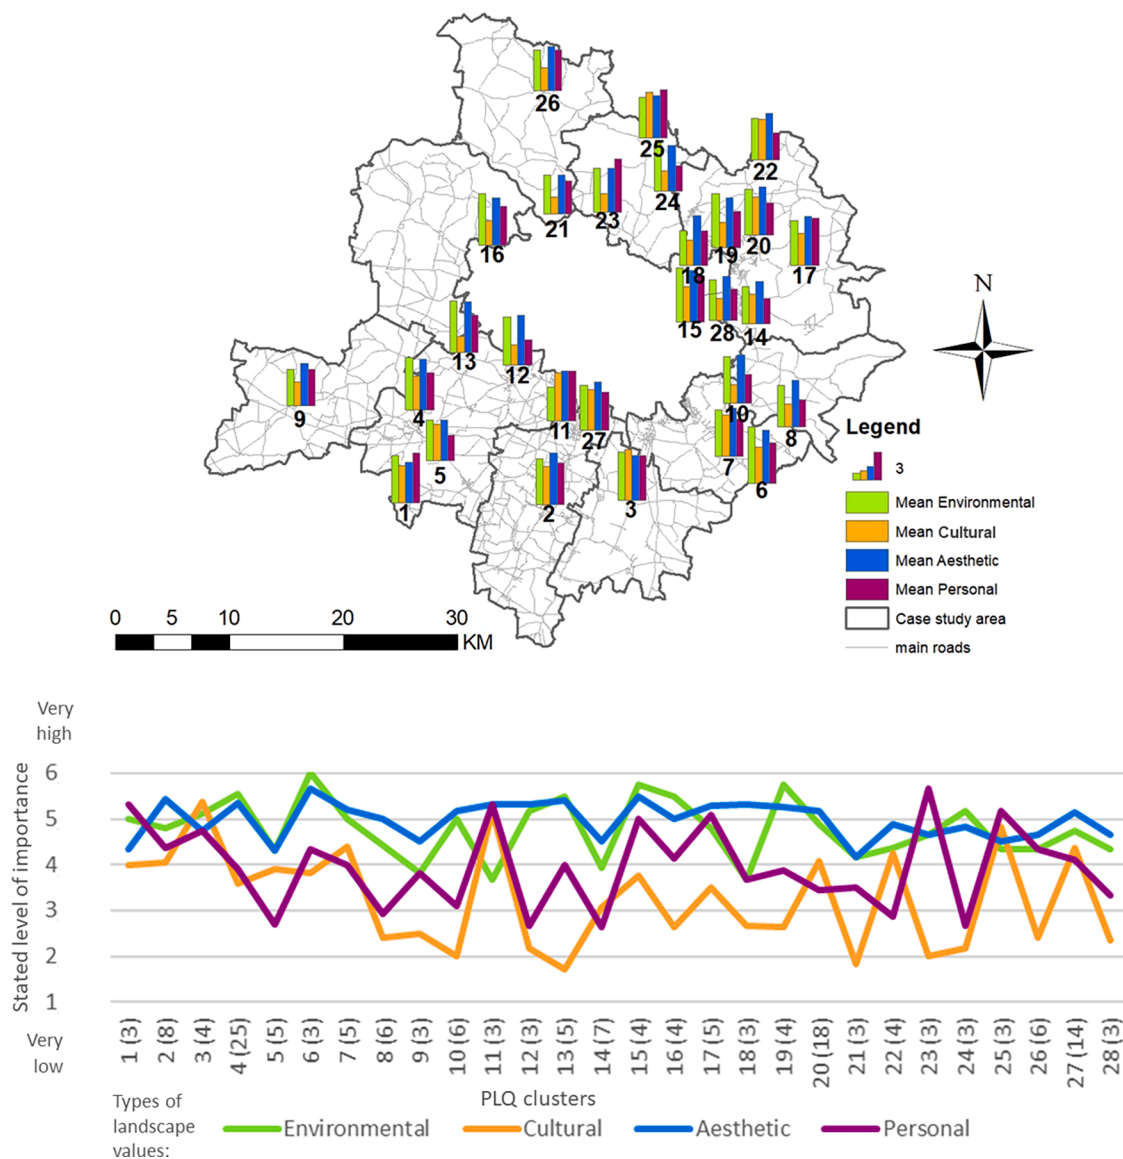 26
25
22
24
21
23
20
19
16
18
17
N
15
28
14
13
12
9
4
11
27
10
8
Legend
5
7
3
6
1
2
3
Mean Environmental
Mean Cultural
Mean Aesthetic
Mean Personal
Case study area
main roads
0 5 10 20 30
KM
Very
high
Stated level of importance
6
5
4
3
2
1
Very
low
1 (3)
2 (8)
3 (4)
4 (25)
5 (5)
6 (3)
7 (5)
8 (6)
9 (3)
10 (6)
11 (3)
12 (3)
13 (5)
14 (7)
15 (4)
16 (4)
17 (5)
18 (3)
19 (4)
20 (18)
21 (3)
22 (4)
23 (3)
24 (3)
25 (3)
26 (6)
27 (14)
28 (3)
PLQ clusters
Types of
landscape
values:
Environmental
Cultural
Aesthetic
Personal